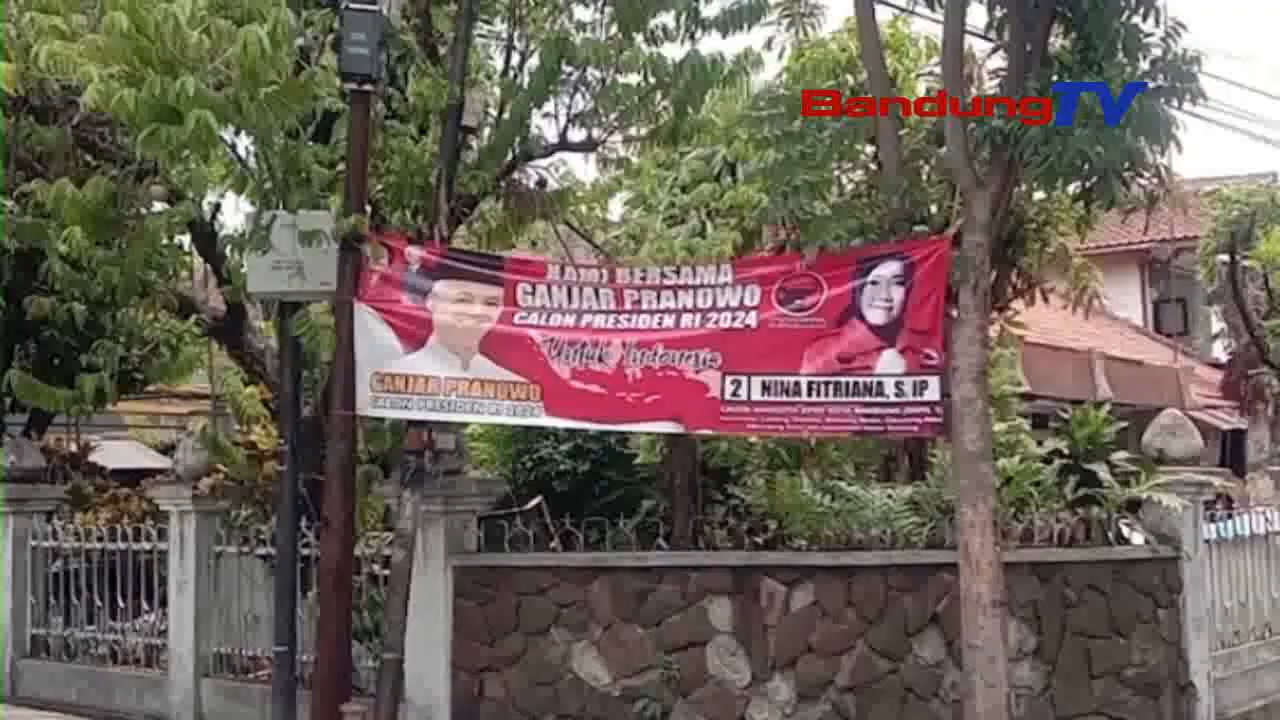 BandungTV
KAMI BERSAMA
GANJAR PRANOWO
CALON PRESIDEN RI 2024
Untuk Indonesia
GANJAR PRANOWO
CALON PRESIDEN RI 2024
2 NINA FITRIANA, S. IP